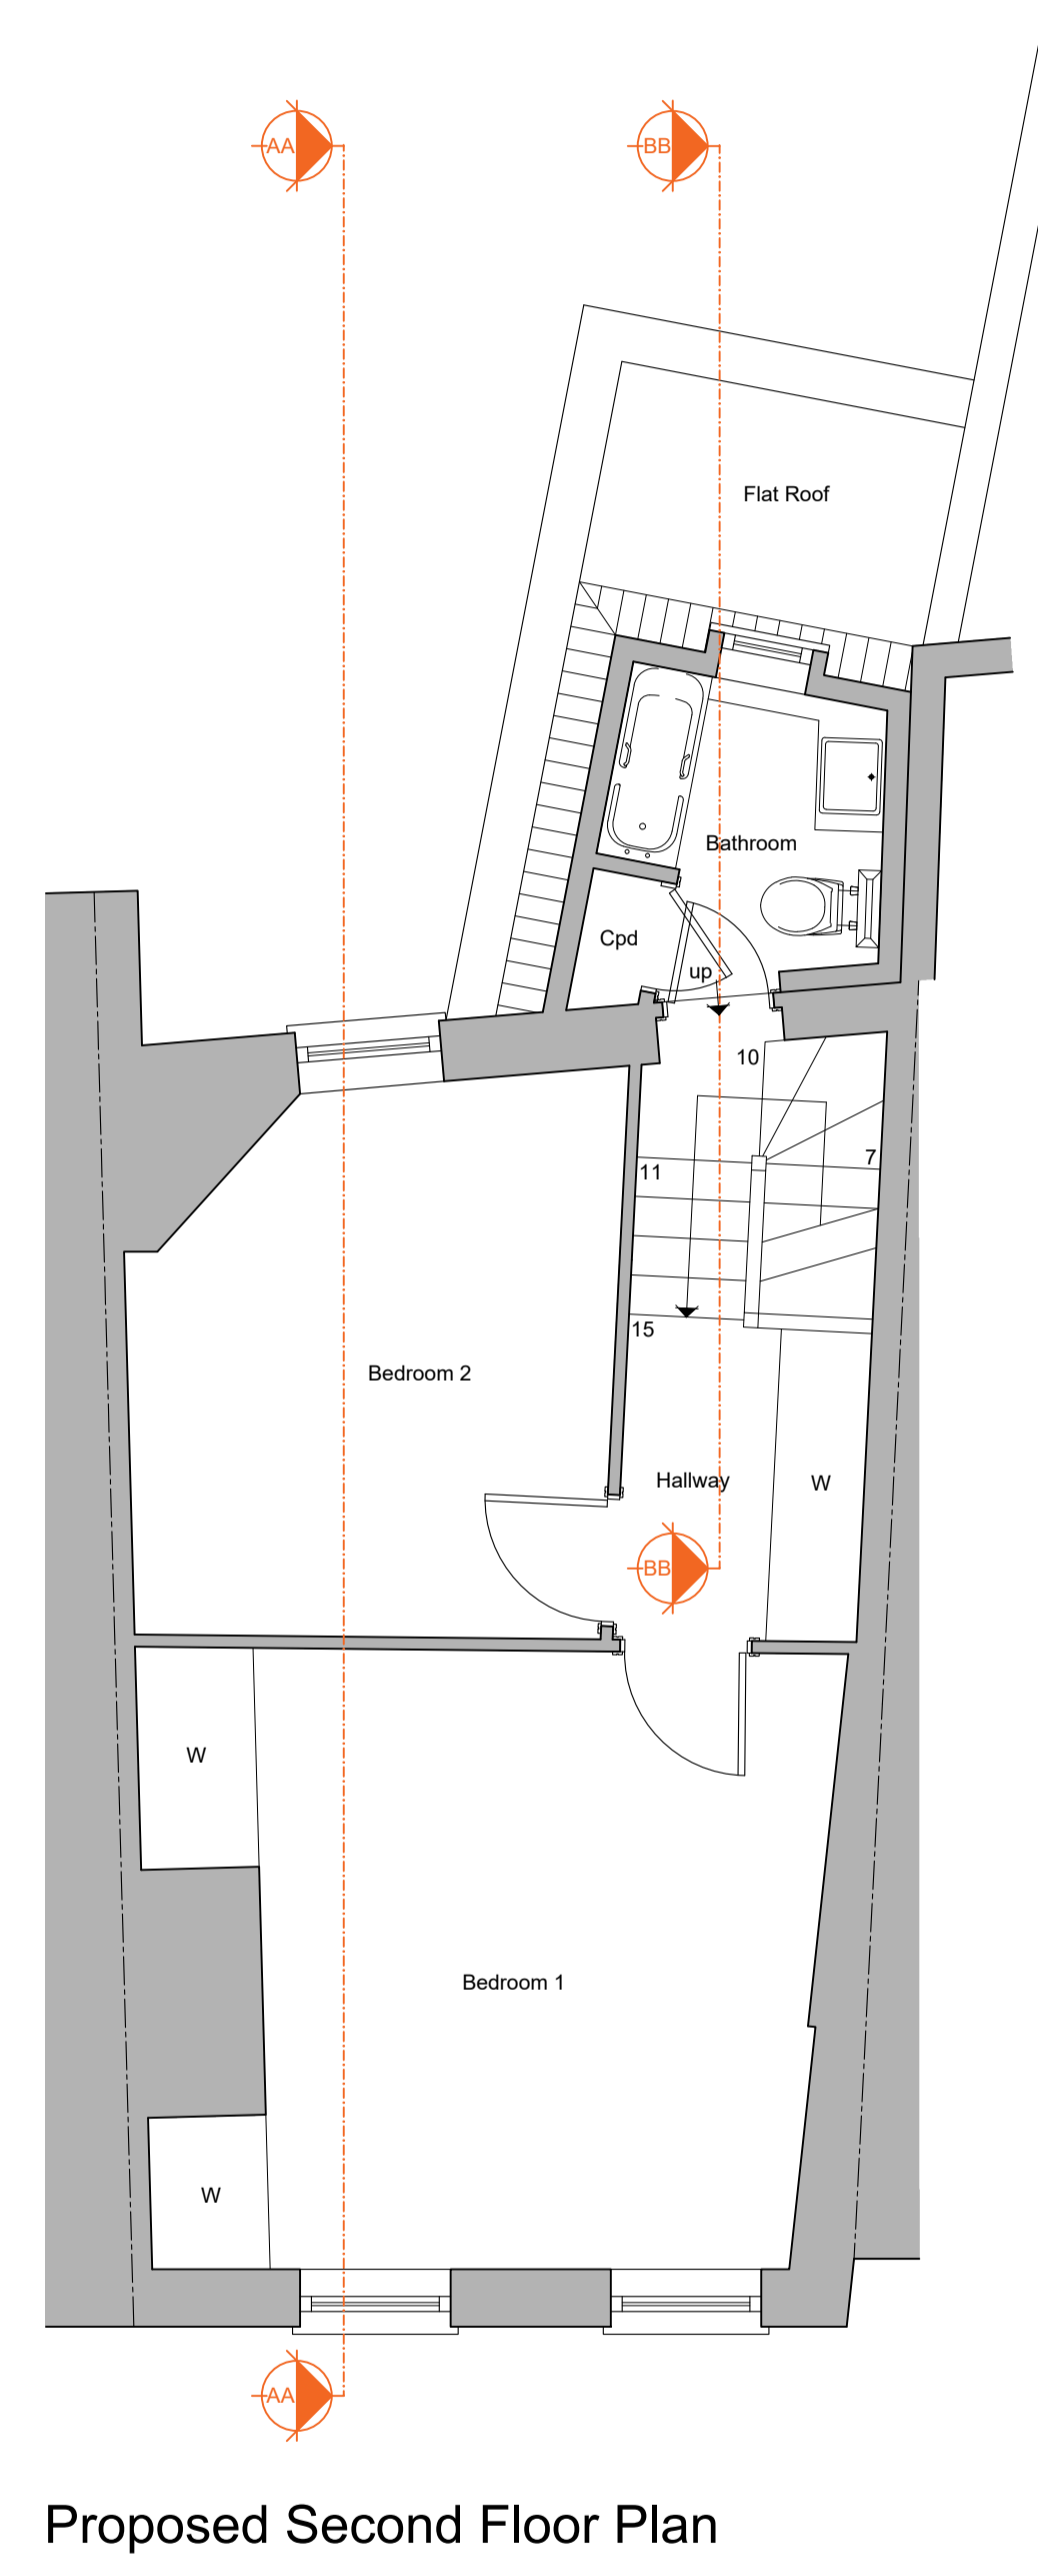 AA
BB
Flat Roof
Bathroom
Cpd
up
10
11
7
15
Bedroom 2
Hallway
W
BB
W
Bedroom 1
W
AA
Proposed Second Floor Plan